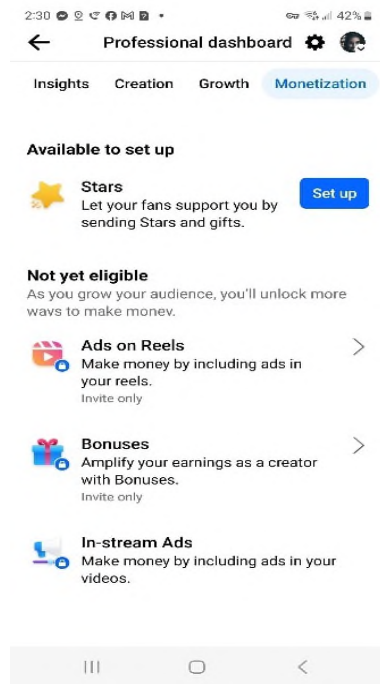 2:30
42%
Professional dashboard
Insights Creation Growth Monetization
Available to set up
Stars
Let your fans support you by
sending Stars and gifts.
Set up
Not yet eligible
As you grow your audience, you'll unlock more
ways to make money.
Ads on Reels
Make money by including ads in
your reels.
Invite only
Bonuses
Amplify your earnings as a creator
with Bonuses.
Invite only
In-stream Ads
Make money by including ads in your
videos.